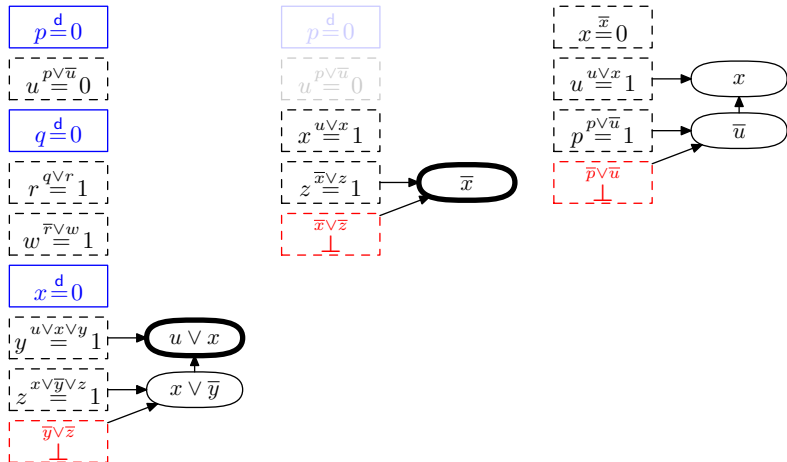 p d= 0
u p∨u̅= 0
q d= 0
r q∨r= 1
w r̅∨w= 1
x d= 0
y u∨x∨y= 1
u ∨ x
z x∨y̅∨z= 1
x ∨ y̅
y̅∨z̅
⊥
p d= 0
u p∨u̅= 0
x u∨x= 1
z x̅∨z= 1
x̅
x̅∨z̅
⊥
x x̅= 0
u u∨x= 1
x
p p∨u̅= 1
u̅
p̅∨u̅
⊥